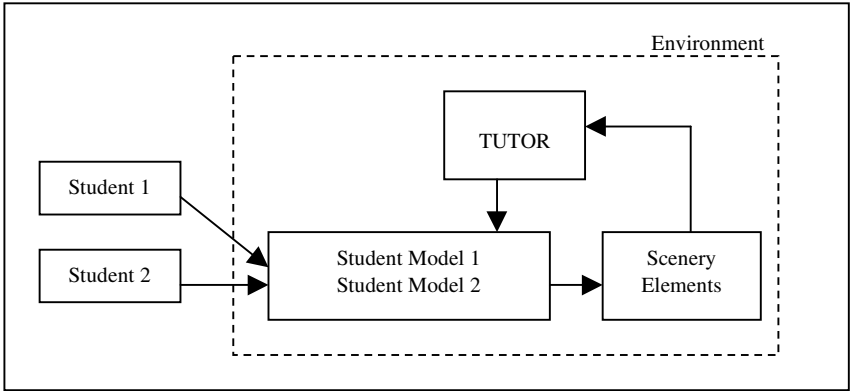 Environment
TUTOR
Student 1
Student 2
Student Model 1
Student Model 2
Scenery
Elements